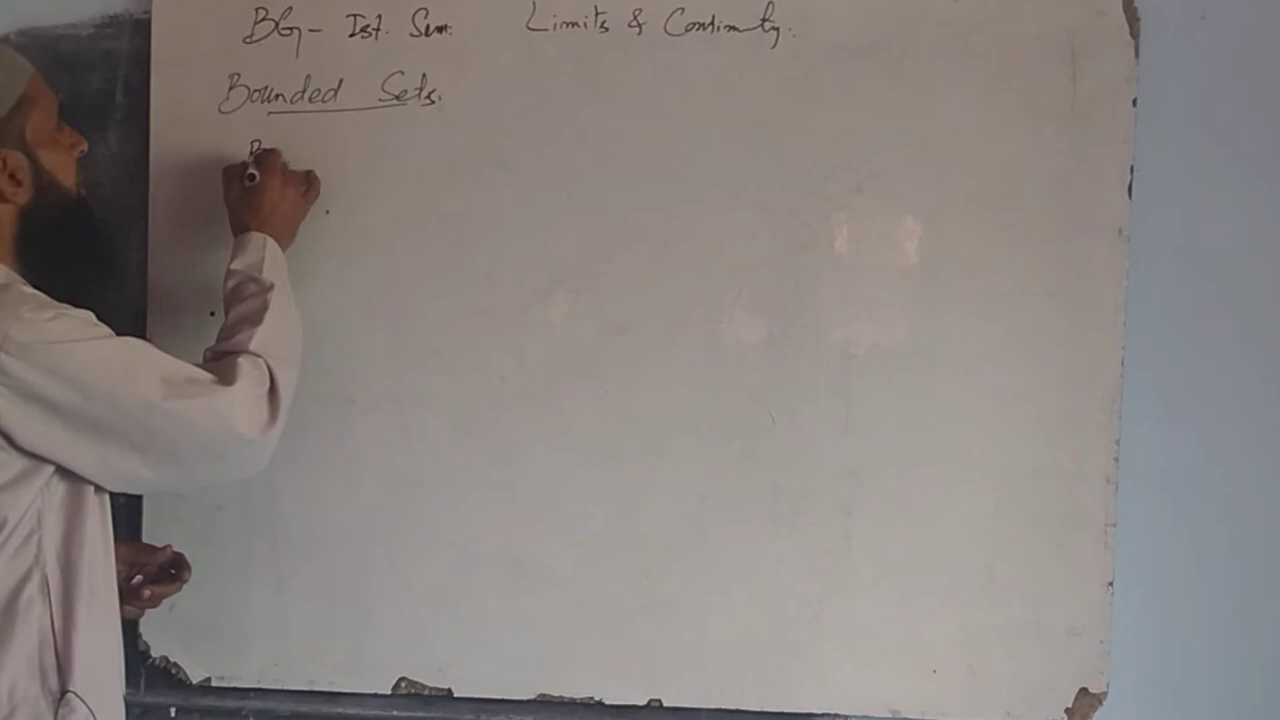 BG - Ist. Sem. Limits & Continuity.
Bounded Sets.